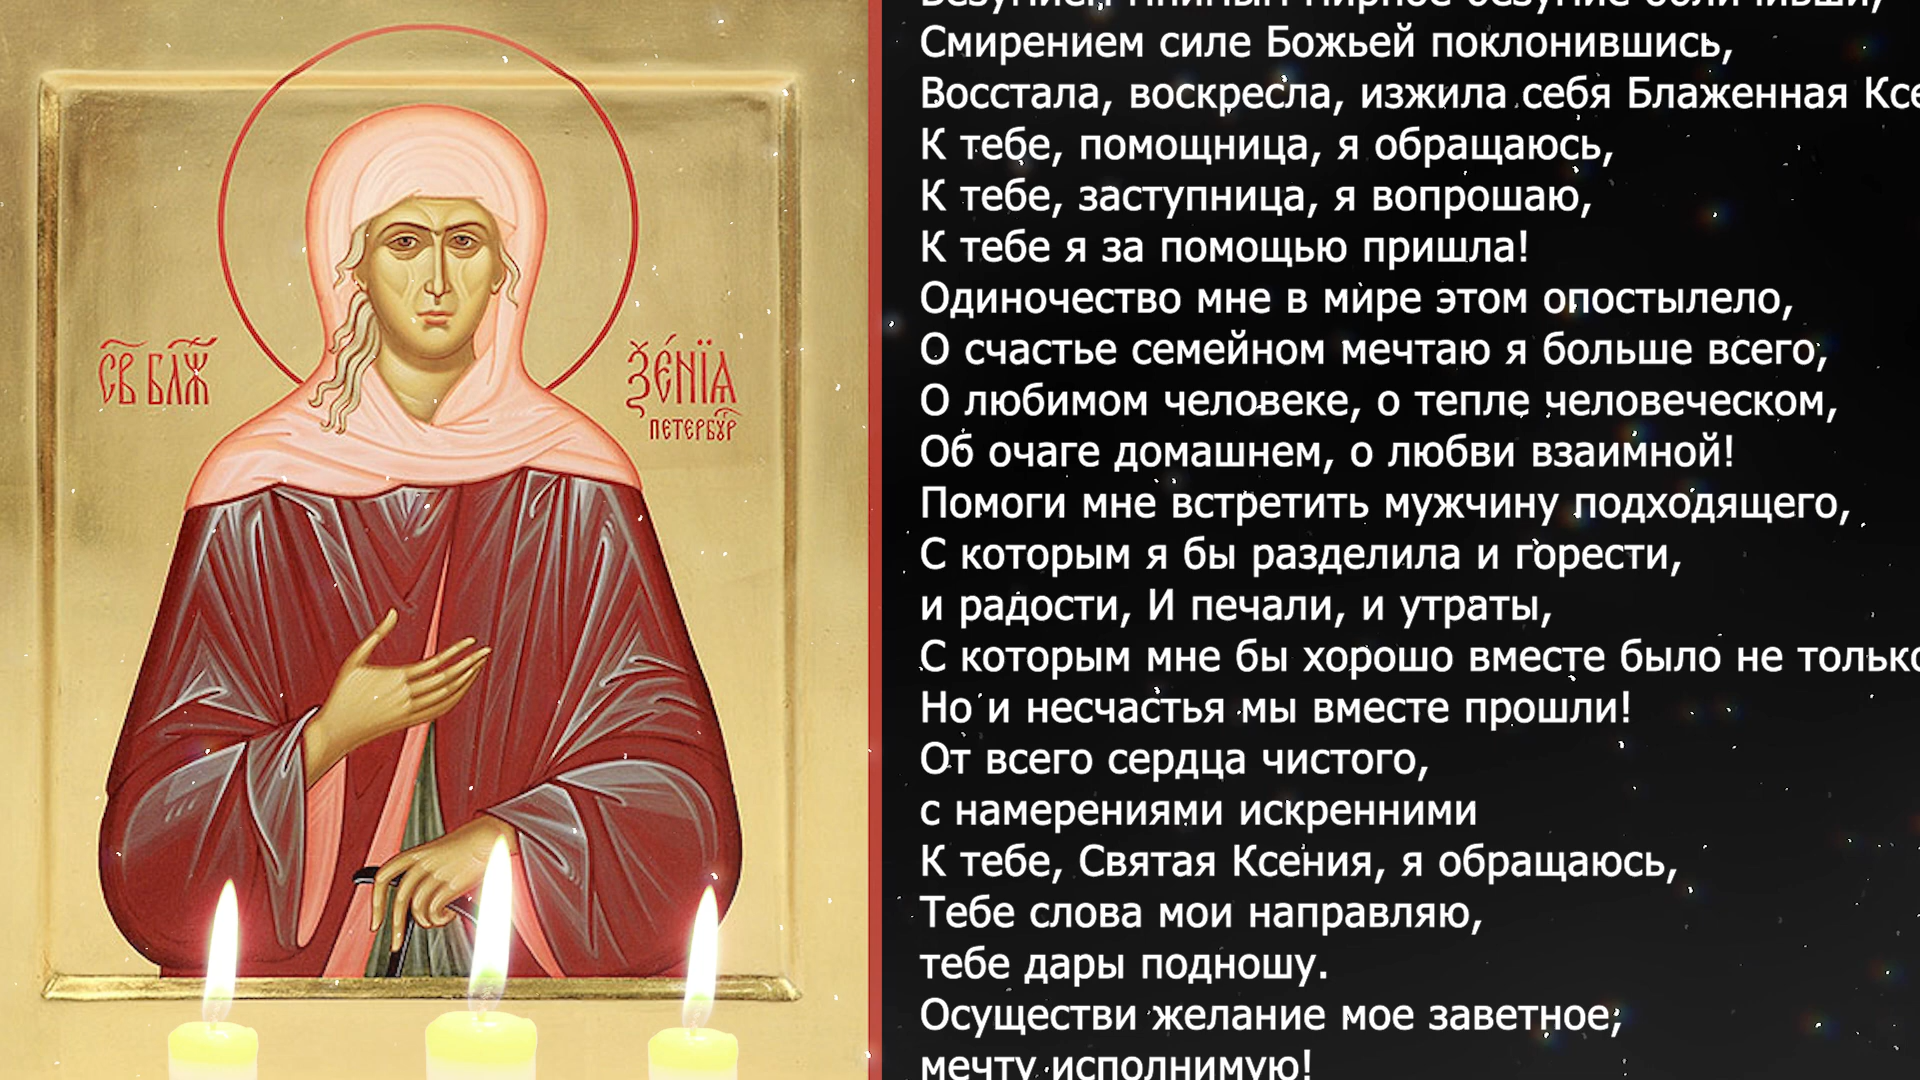 СВ БЛЖ
ѮЕ́НЇѦ
ПЕТЕРБУР
Смирением силе Божьей поклонившись,
Восстала, воскресла, изжила себя Блаженная Ксе
К тебе, помощница, я обращаюсь,
К тебе, заступница, я вопрошаю,
К тебе я за помощью пришла!
Одиночество мне в мире этом опостылело,
О счастье семейном мечтаю я больше всего,
О любимом человеке, о тепле человеческом,
Об очаге домашнем, о любви взаимной!
Помоги мне встретить мужчину подходящего,
С которым я бы разделила и горести,
и радости, И печали, и утраты,
С которым мне бы хорошо вместе было не только
Но и несчастья мы вместе прошли!
От всего сердца чистого,
с намерениями искренними
К тебе, Святая Ксения, я обращаюсь,
Тебе слова мои направляю,
тебе дары подношу.
Осуществи желание мое заветное,
мечту исполнимую!